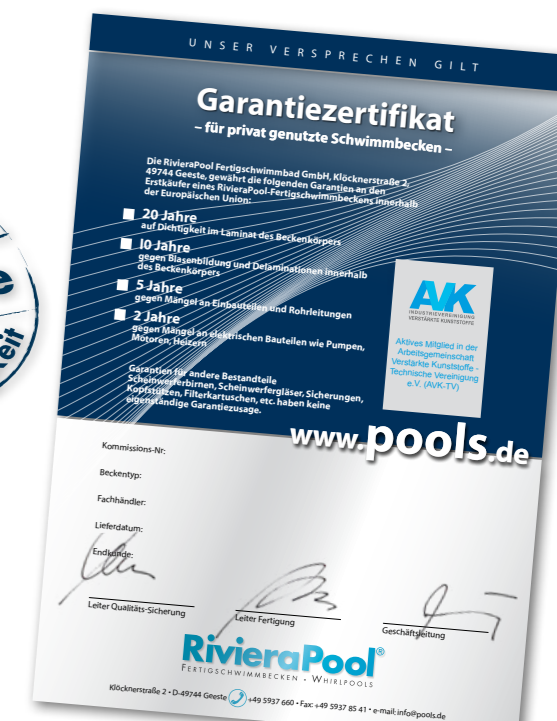 UNSER VERSPRECHEN GILT
Garantiezertifikat
– für privat genutzte Schwimmbecken –
Die RivieraPool Fertigschwimmbad GmbH, Klöcknerstraße 2,
49744 Geeste, gewährt die folgenden Garantien an den
Erstkäufer eines RivieraPool-Fertigschwimmbeckens innerhalb
der Europäischen Union:
20 Jahre
auf Dichtigkeit im Laminat des Beckenkörpers
10 Jahre
gegen Blasenbildung und Delaminationen innerhalb
des Beckenkörpers
5 Jahre
gegen Mängel an Einbauteilen und Rohrleitungen
2 Jahre
gegen Mängel an elektrischen Bauteilen wie Pumpen,
Motoren, Heizern
Garantien für andere Bestandteile
Scheinwerferbirnen, Scheinwerfergläser, Sicherungen,
Kopfstützen, Filterkartuschen, etc. haben keine
eigenständige Garantiezusage.
AVK
INDUSTRIEVEREINIGUNG
VERSTÄRKTE KUNSTSTOFFE
Aktives Mitglied in der
Arbeitsgemeinschaft
Verstärkte Kunststoffe -
Technische Vereinigung
e.V. (AVK-TV)
www.pools.de
Kommissions-Nr:
Beckentyp:
Fachhändler:
Lieferdatum:
Endkunde:
Leiter Qualitäts-Sicherung
Leiter Fertigung
Geschäftsleitung
RivieraPool®
FERTIGSCHWIMMBECKEN • WHIRLPOOLS
Klöcknerstraße 2 • D-49744 Geeste +49 5937 660 • Fax: +49 5937 85 41 • e-mail: info@pools.de